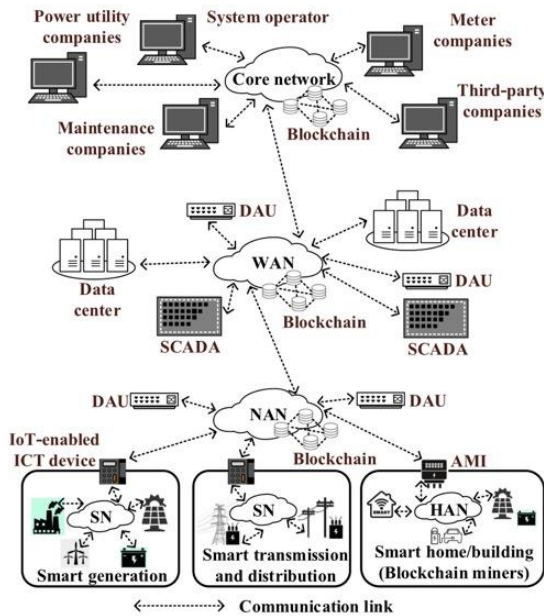 Power utility
companies
System operator
Meter
companies
Core network
Maintenance
companies
Blockchain
Third-party
companies
DAU
Data
center
WAN
Data
center
DAU
Blockchain
SCADA
SCADA
DAU
NAN
DAU
IoT-enabled
ICT device
Blockchain
AMI
SN
SN
SMART
HAN
Smart generation
Smart transmission
and distribution
Smart home/building
(Blockchain miners)
Communication link